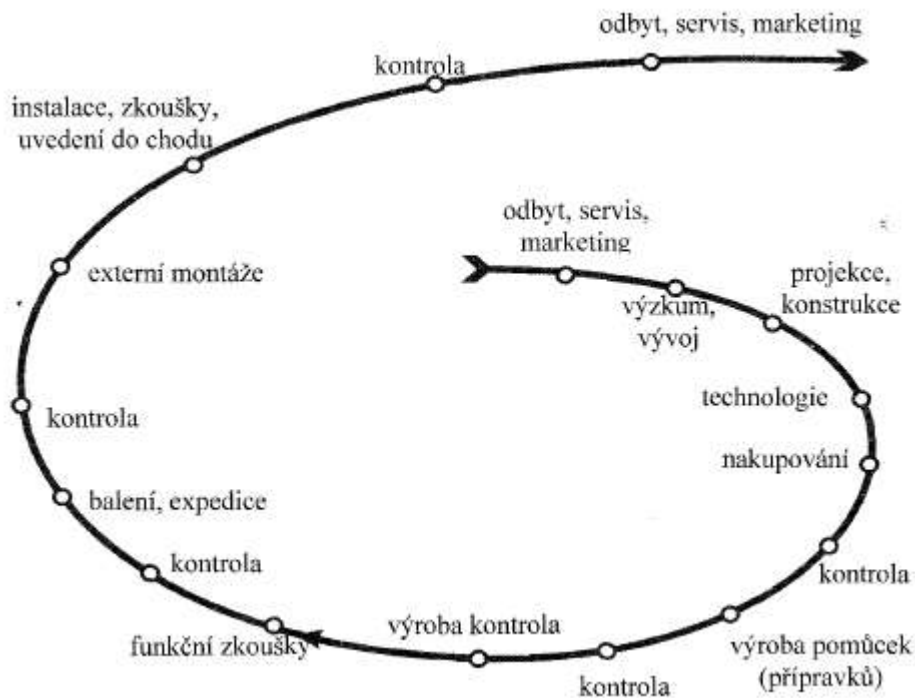 odbyt, servis, marketing
kontrola
instalace, zkoušky,
uvedení do chodu
odbyt, servis,
marketing
externí montáže
projekce,
konstrukce
výzkum,
vývoj
technologie
kontrola
nakupování
balení, expedice
kontrola
kontrola
výroba kontrola
funkční zkoušky
výroba pomůcek
(přípravků)
kontrola